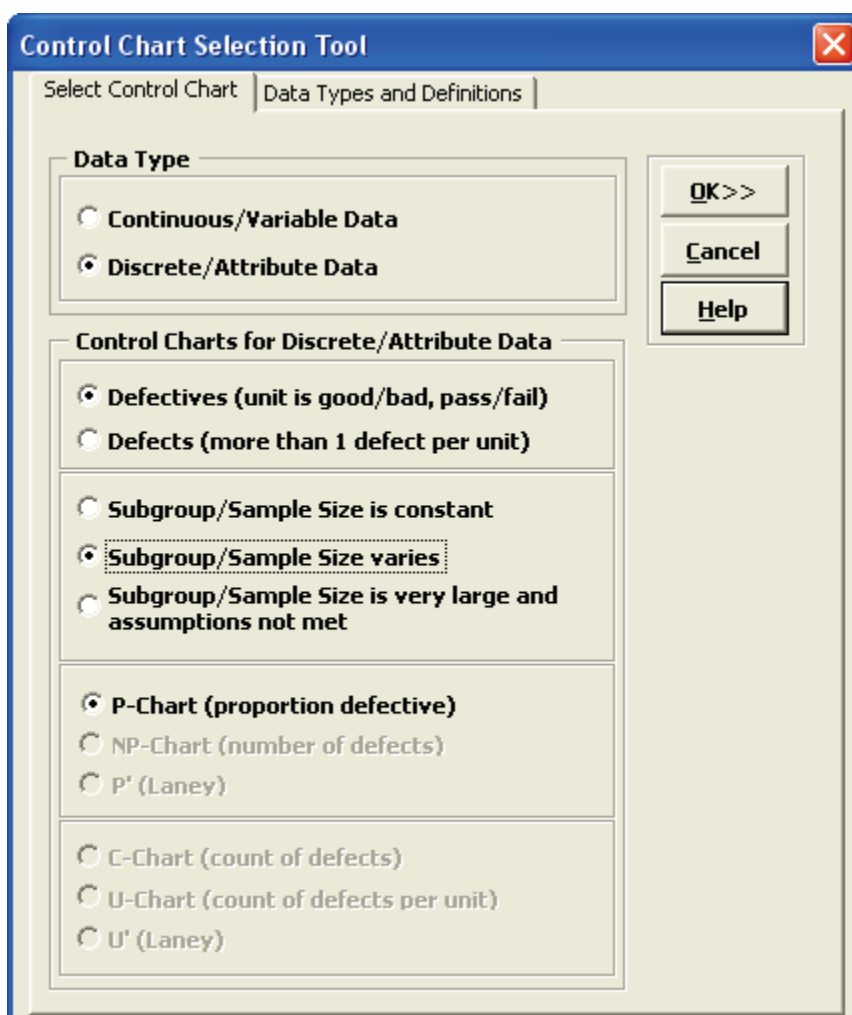 Control Chart Selection Tool
Select Control Chart
Data Types and Definitions
Data Type
Continuous/Variable Data
Discrete/Attribute Data
OK>>
Cancel
Help
Control Charts for Discrete/Attribute Data
Defectives (unit is good/bad, pass/fail)
Defects (more than 1 defect per unit)
Subgroup/Sample Size is constant
Subgroup/Sample Size varies
Subgroup/Sample Size is very large and
assumptions not met
P-Chart (proportion defective)
NP-Chart (number of defects)
P' (Laney)
C-Chart (count of defects)
U-Chart (count of defects per unit)
U' (Laney)